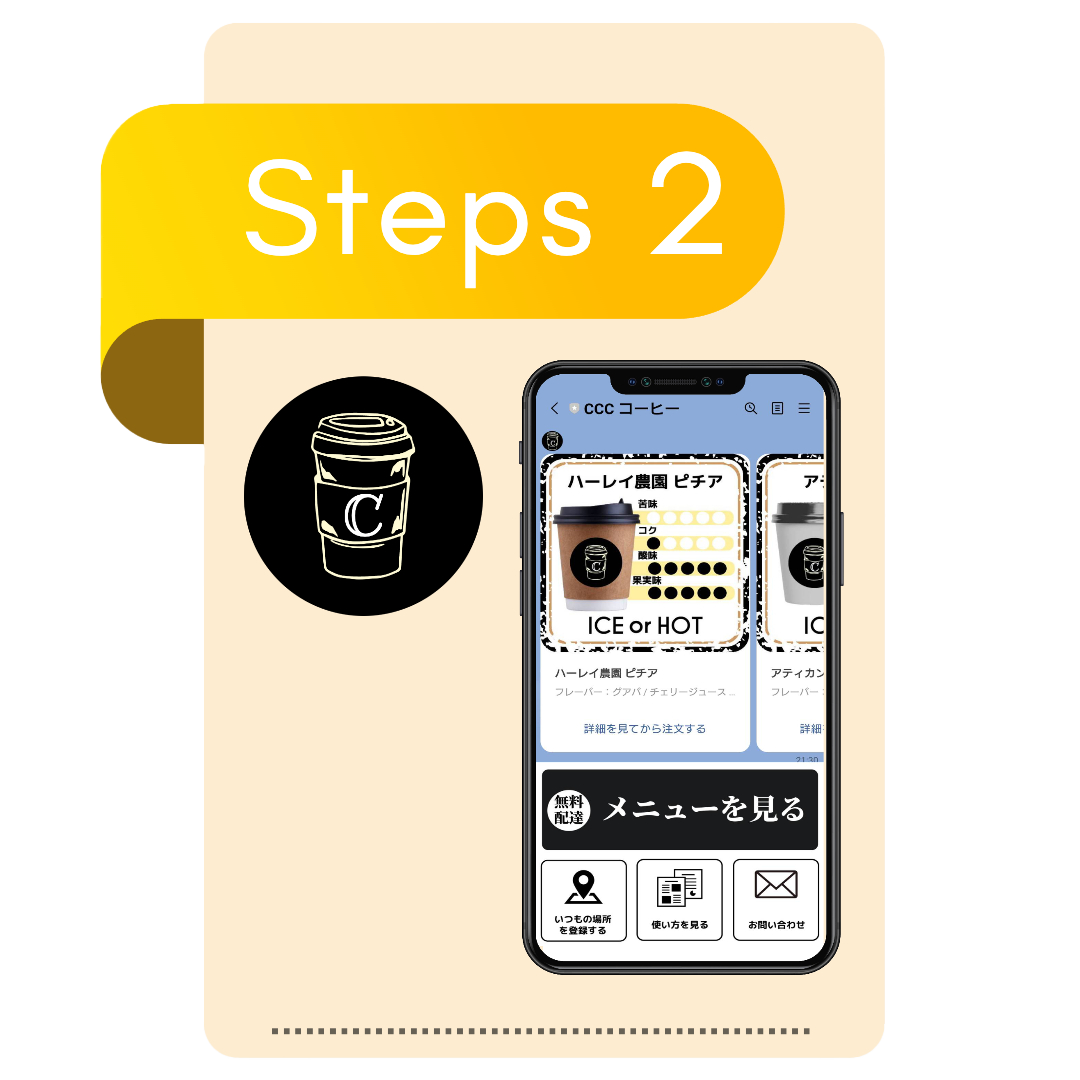 Steps 2
C
CCC コーヒー
C
ハーレイ農園 ピチア
苦味
コク
酸味
果実味
C
ICE or HOT
ア
C
IC
ハーレイ農園 ピチア
フレーバー：グアバ / チェリージュース ...
詳細を見てから注文する
アティカン
フレーバー：
詳細
21:30
無料
配達
メニューを見る
いつもの場所
を登録する
使い方を見る
お問い合わせ